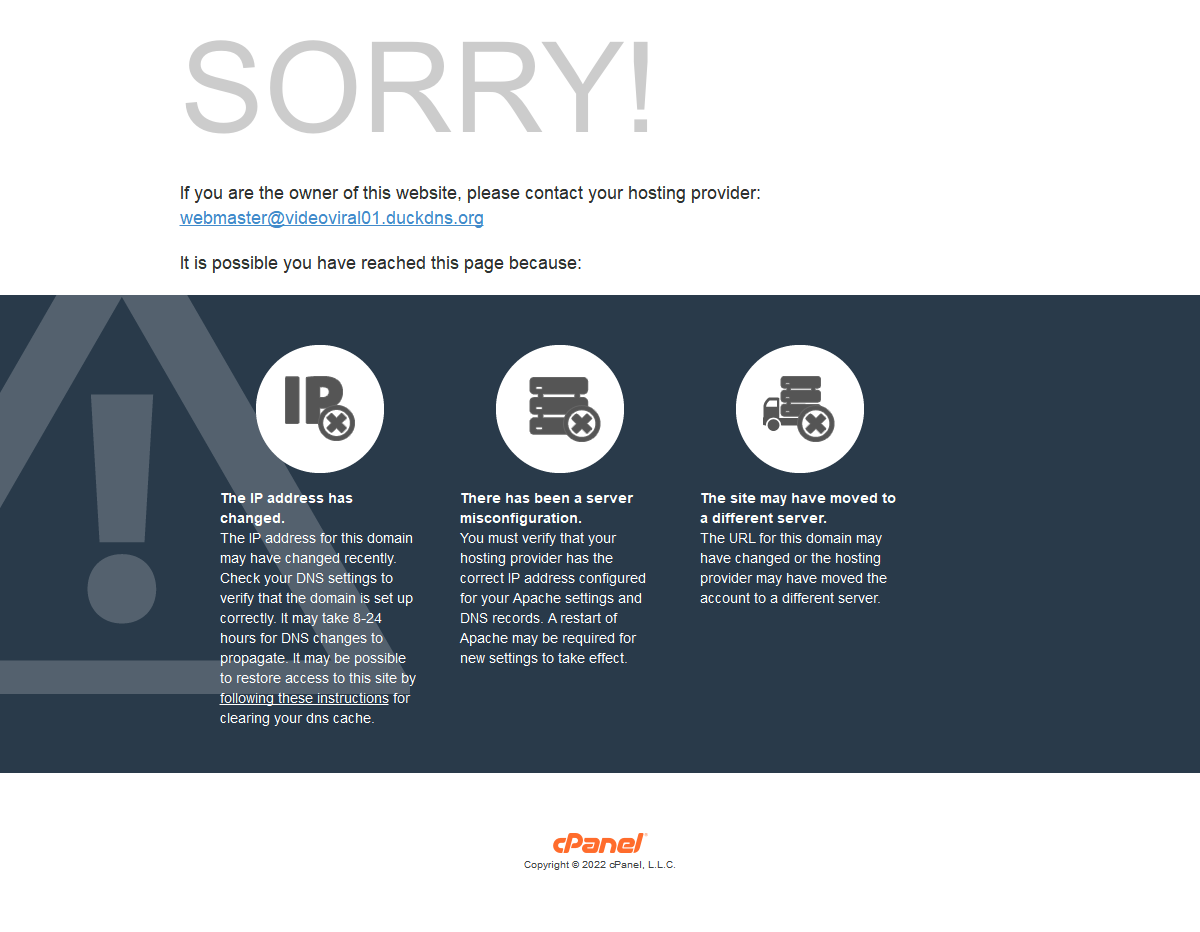 SORRY!
If you are the owner of this website, please contact your hosting provider:
webmaster@videoviral01.duckdns.org
It is possible you have reached this page because:
IP
The IP address has
changed.
The IP address for this domain
may have changed recently.
Check your DNS settings to
verify that the domain is set up
correctly. It may take 8-24
hours for DNS changes to
propagate. It may be possible
to restore access to this site by
following these instructions for
clearing your dns cache.
There has been a server
misconfiguration.
You must verify that your
hosting provider has the
correct IP address configured
for your Apache settings and
DNS records. A restart of
Apache may be required for
new settings to take effect.
The site may have moved to
a different server.
The URL for this domain may
have changed or the hosting
provider may have moved the
account to a different server.
cPanel®
Copyright © 2022 cPanel, L.L.C.